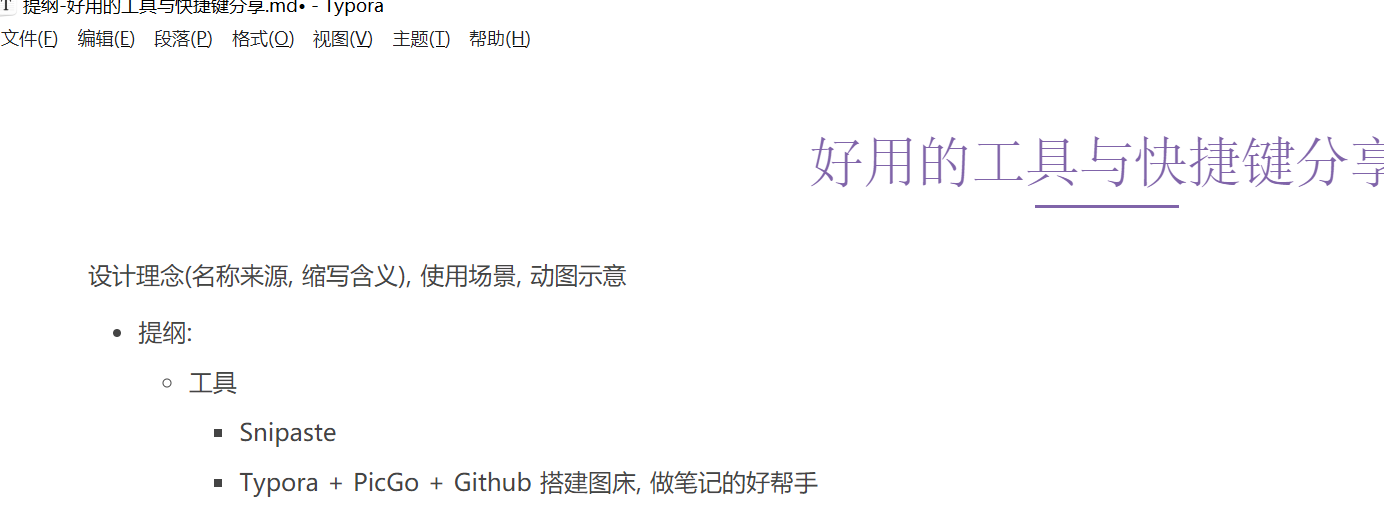 提纲-好用的工具与快捷键分享.md• - Typora
文件(F) 编辑(E) 段落(P) 格式(O) 视图(V) 主题(T) 帮助(H)
好用的工具与快捷键分享
设计理念(名称来源, 缩写含义), 使用场景, 动图示意
提纲:
工具
Snipaste
Typora + PicGo + Github 搭建图床, 做笔记的好帮手